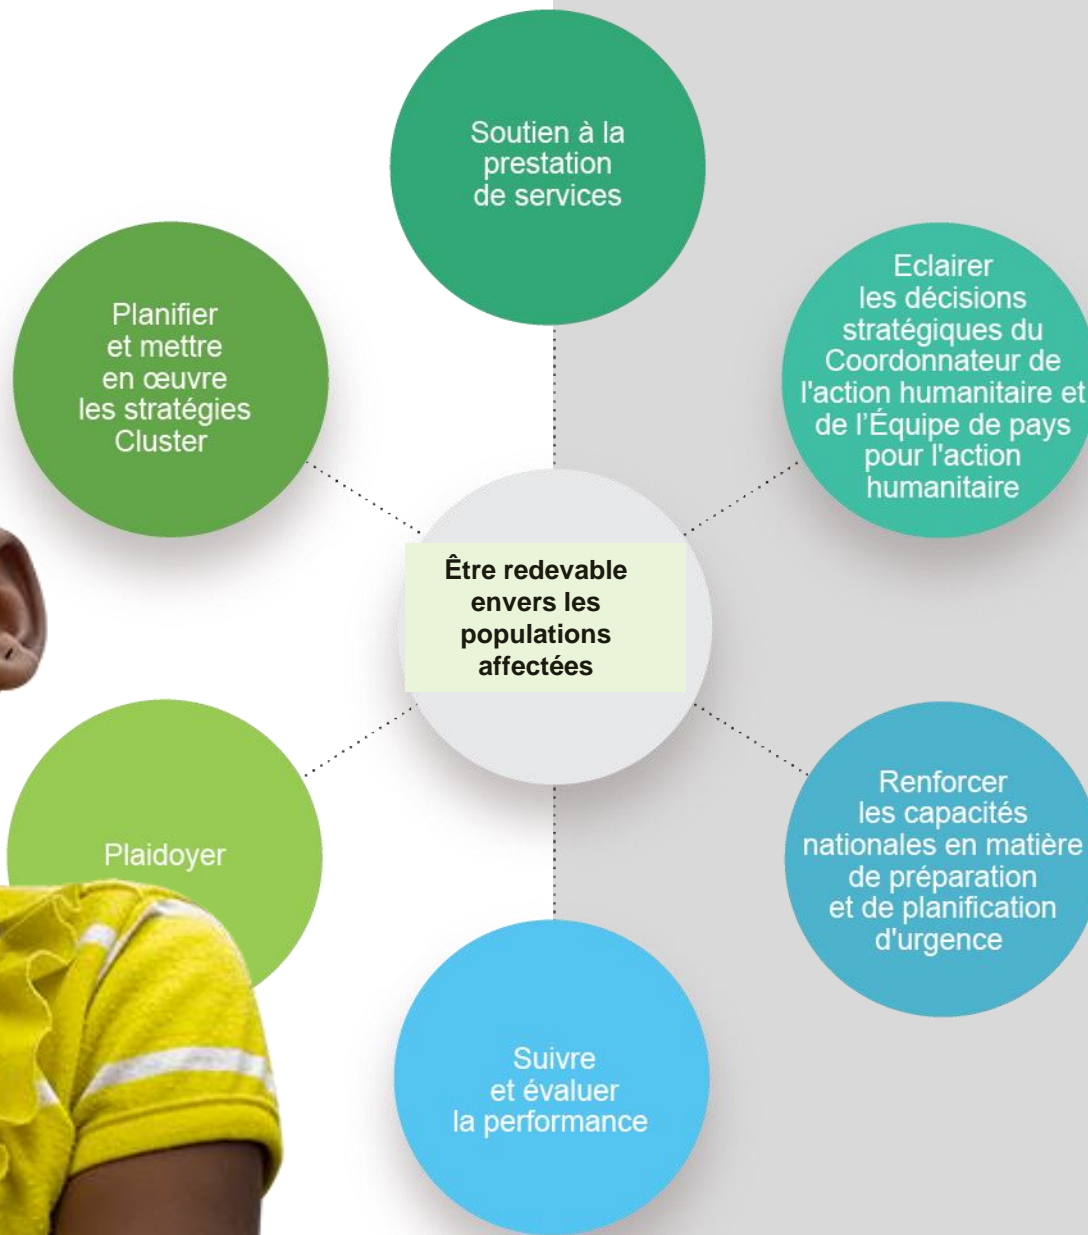 Soutien à la
prestation
de services
Eclairer
les décisions
stratégiques du
Coordonnateur de
l'action humanitaire et
de l’Équipe de pays
pour l'action
humanitaire
Planifier
et mettre
en œuvre
les stratégies
Cluster
Être redevable
envers les
populations
affectées
Plaidoyer
Renforcer
les capacités
nationales en matière
de préparation
et de planification
d'urgence
Suivre
et évaluer
la performance